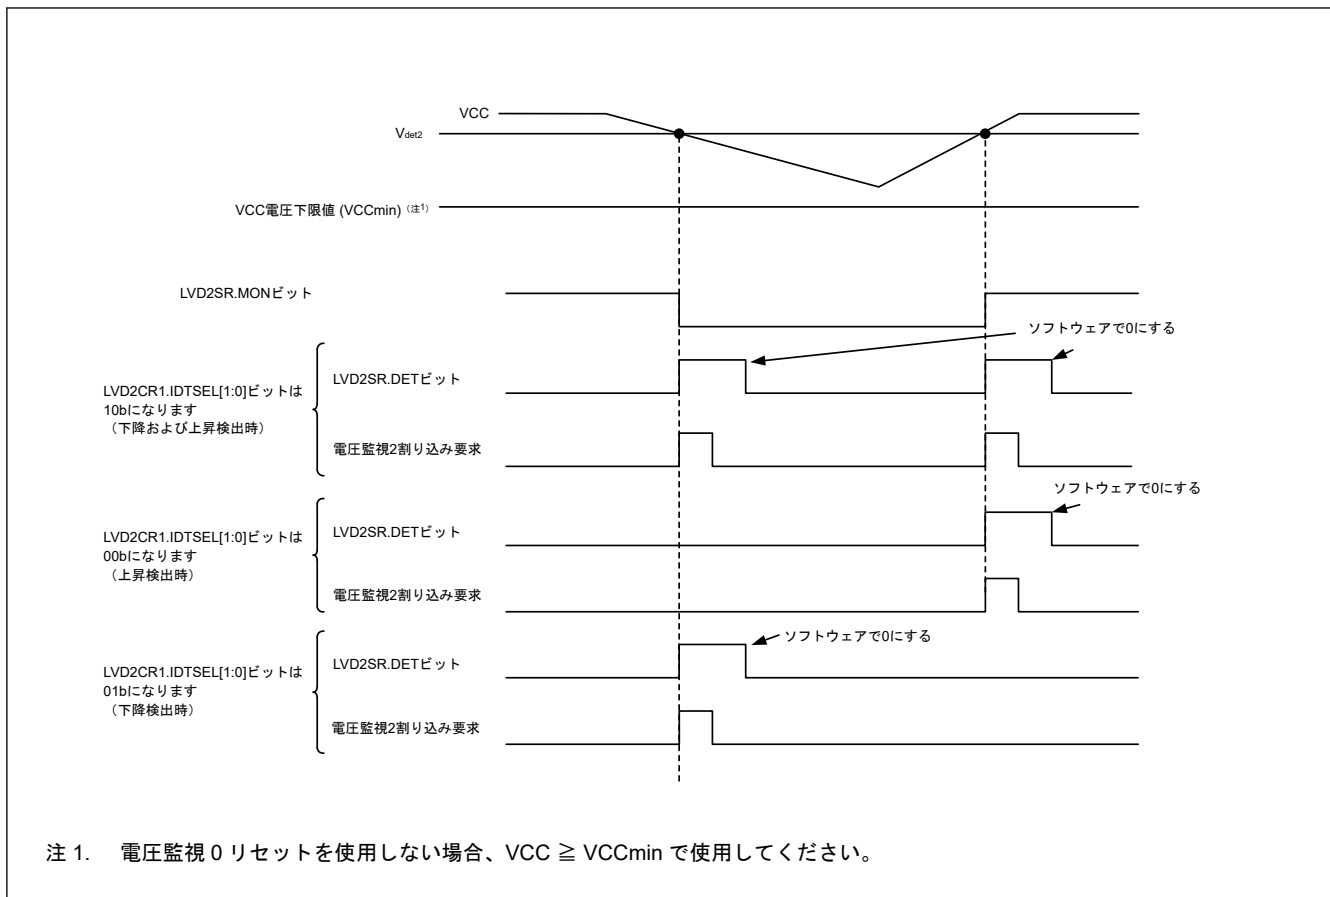 VCC
Vdet2
VCC電圧下限値 (VCCmin) (注1)
LVD2SR.MONビット
ソフトウェアで0にする
LVD2CR1.IDTSEL[1:0]ビットは
10bになります
（下降および上昇検出時）
LVD2SR.DETビット
電圧監視2割り込み要求
ソフトウェアで0にする
LVD2CR1.IDTSEL[1:0]ビットは
00bになります
（上昇検出時）
LVD2SR.DETビット
電圧監視2割り込み要求
ソフトウェアで0にする
LVD2CR1.IDTSEL[1:0]ビットは
01bになります
（下降検出時）
LVD2SR.DETビット
電圧監視2割り込み要求
注 1. 電圧監視 0 リセットを使用しない場合、VCC ≧ VCCmin で使用してください。